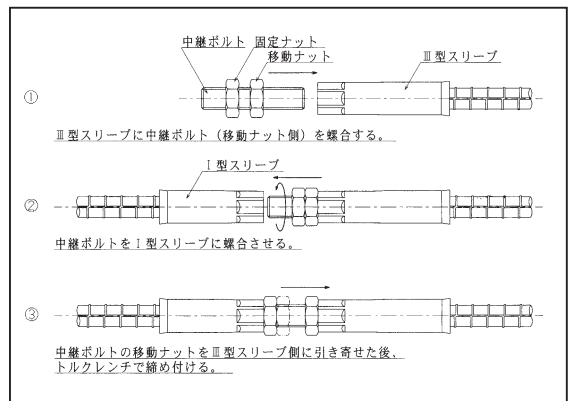 中継ボルト 固定ナット
移動ナット
Ⅲ型スリーブ
①
Ⅲ型スリーブに中継ボルト（移動ナット側）を螺合する。
Ⅰ型スリーブ
②
中継ボルトをⅠ型スリーブに螺合させる。
③
中継ボルトの移動ナットをⅢ型スリーブ側に引き寄せた後、
トルクレンチで締め付ける。